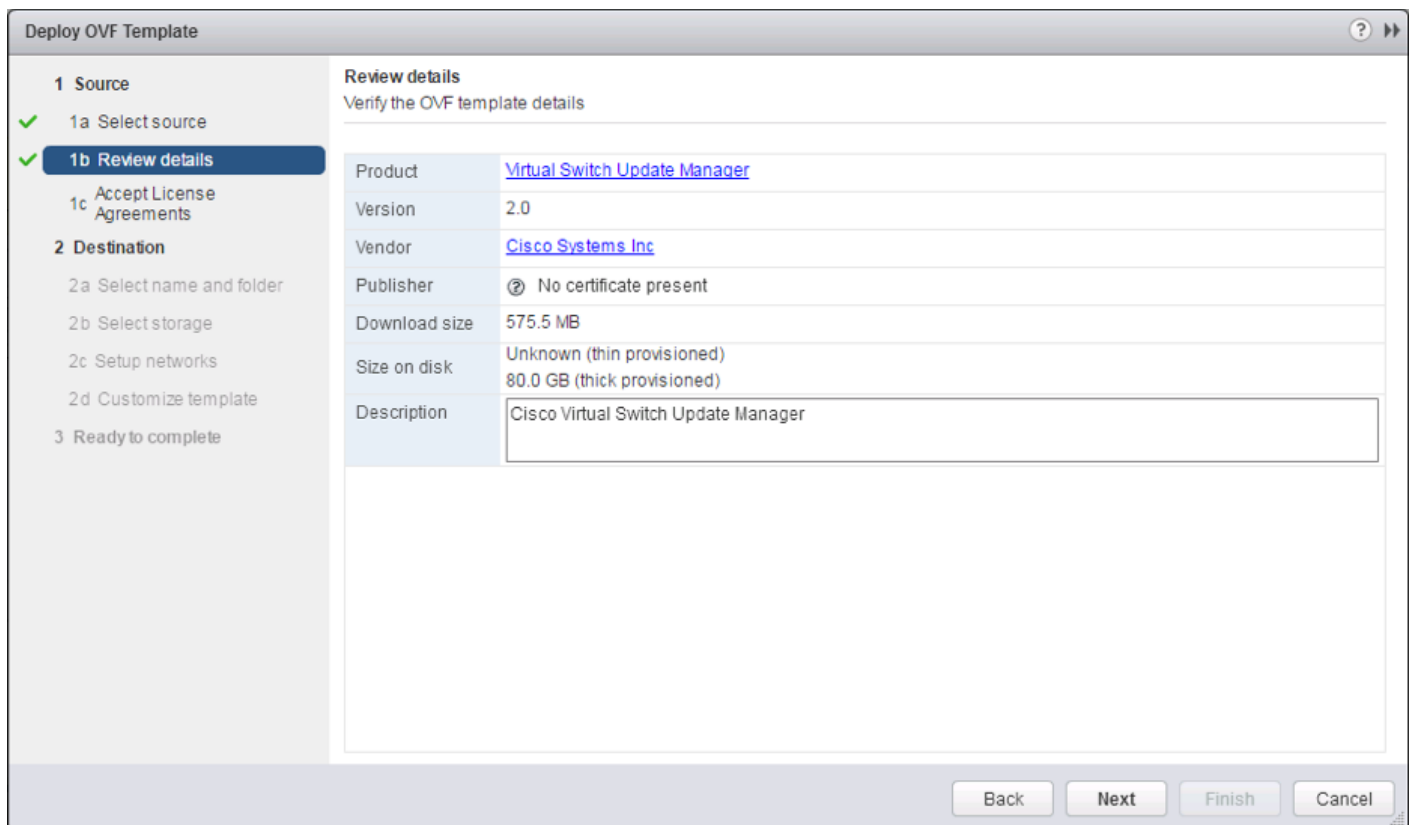 Deploy OVF Template
1 Source
1a Select source
1b Review details
1c Accept License
Agreements
2 Destination
2a Select name and folder
2b Select storage
2c Setup networks
2d Customize template
3 Ready to complete
Review details
Verify the OVF template details
Product Virtual Switch Update Manager
Version 2.0
Vendor Cisco Systems Inc
Publisher No certificate present
Download size 575.5 MB
Size on disk Unknown (thin provisioned)
80.0 GB (thick provisioned)
Description Cisco Virtual Switch Update Manager
Back Next Finish Cancel